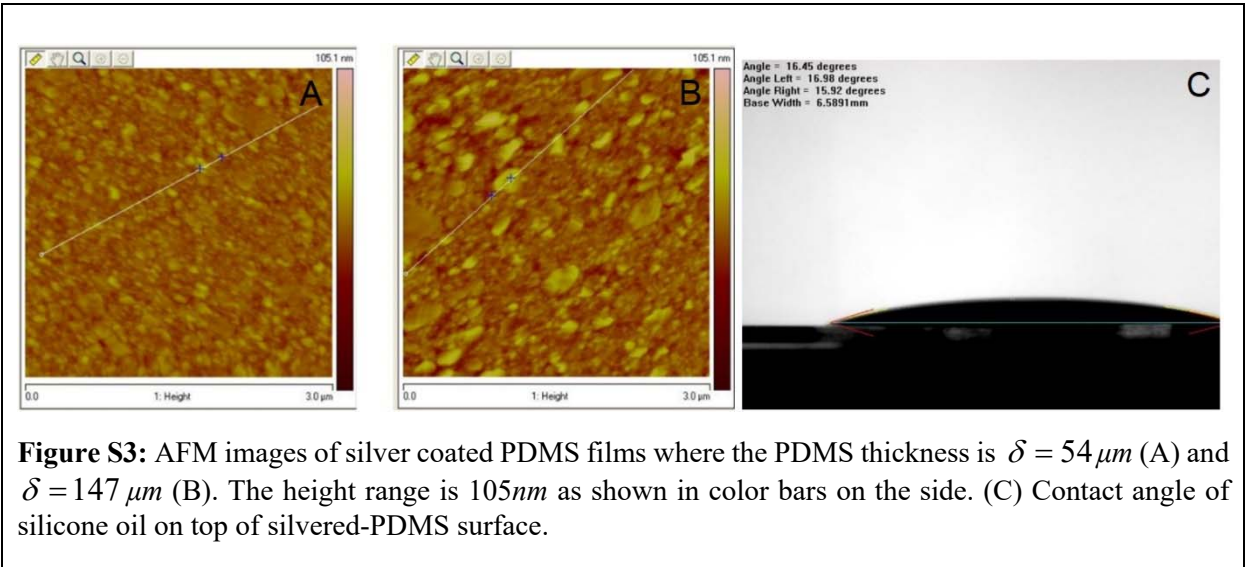 105.1 nm
A
0.0 1: Height 3.0 µm
105.1 nm
B
0.0 1: Height 3.0 µm
Angle = 16.45 degrees
Angle Left = 16.98 degrees
Angle Right = 15.92 degrees
Base Width = 6.5891mm
C
Figure S3: AFM images of silver coated PDMS films where the PDMS thickness is δ = 54 μm (A) and
δ = 147 μm (B). The height range is 105nm as shown in color bars on the side. (C) Contact angle of
silicone oil on top of silvered-PDMS surface.